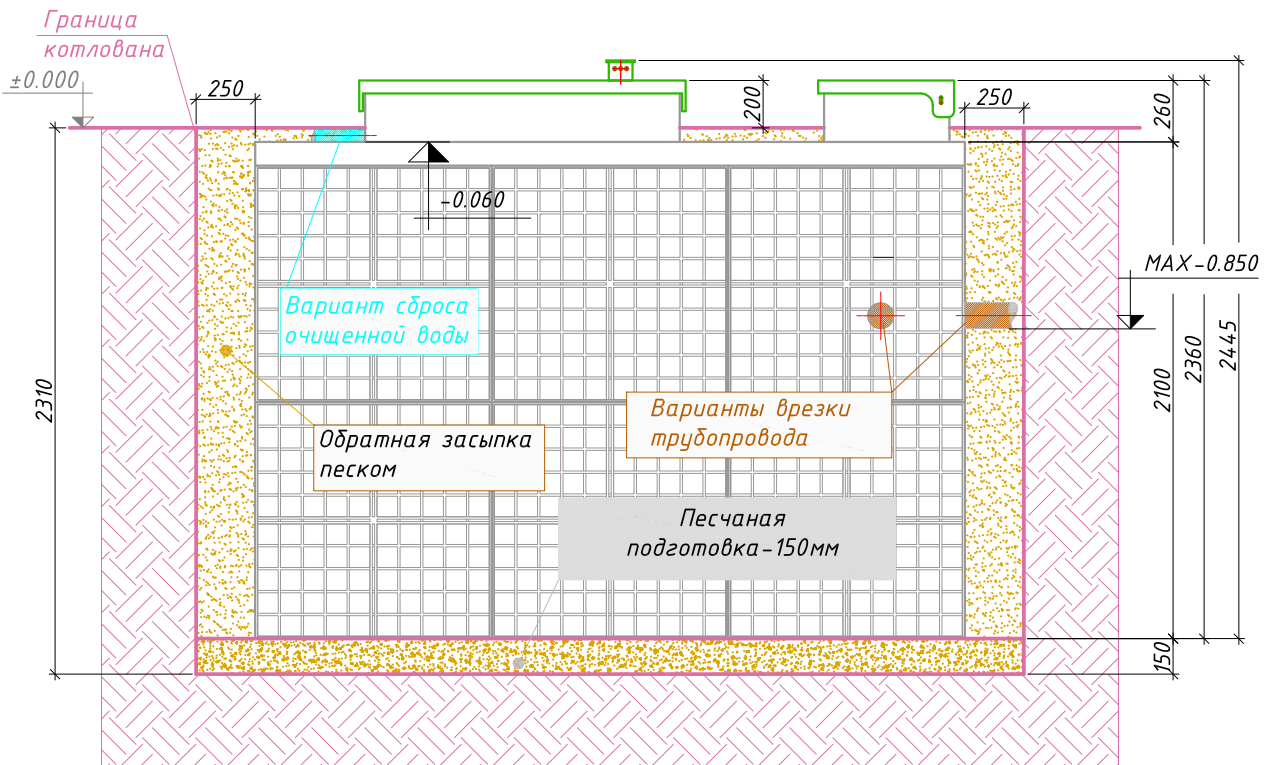 Граница
котлована
±0.000
250
200
250
260
-0.060
MAX-0.850
Вариант сброса
очищенной воды
2310
2100
2360
2445
Варианты врезки
трубопровода
Обратная засыпка
песком
Песчаная
подготовка-150мм
150